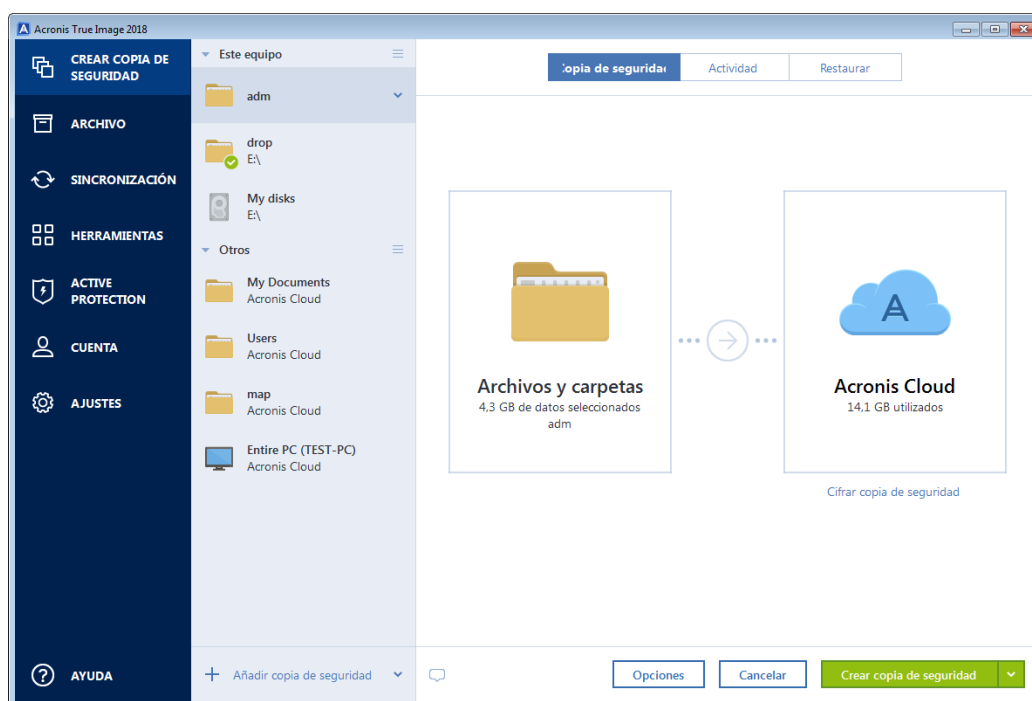 Acronis True Image 2018
CREAR COPIA DE
SEGURIDAD
ARCHIVO
SINCRONIZACIÓN
HERRAMIENTAS
ACTIVE
PROTECTION
CUENTA
AJUSTES
AYUDA
Este equipo
adm
drop
E:\
My disks
E:\
Otros
My Documents
Acronis Cloud
Users
Acronis Cloud
map
Acronis Cloud
Entire PC (TEST-PC)
Acronis Cloud
Añadir copia de seguridad
opia de seguridad
Actividad
Restaurar
Archivos y carpetas
4,3 GB de datos seleccionados
adm
Acronis Cloud
14,1 GB utilizados
Cifrar copia de seguridad
Opciones
Cancelar
Crear copia de seguridad